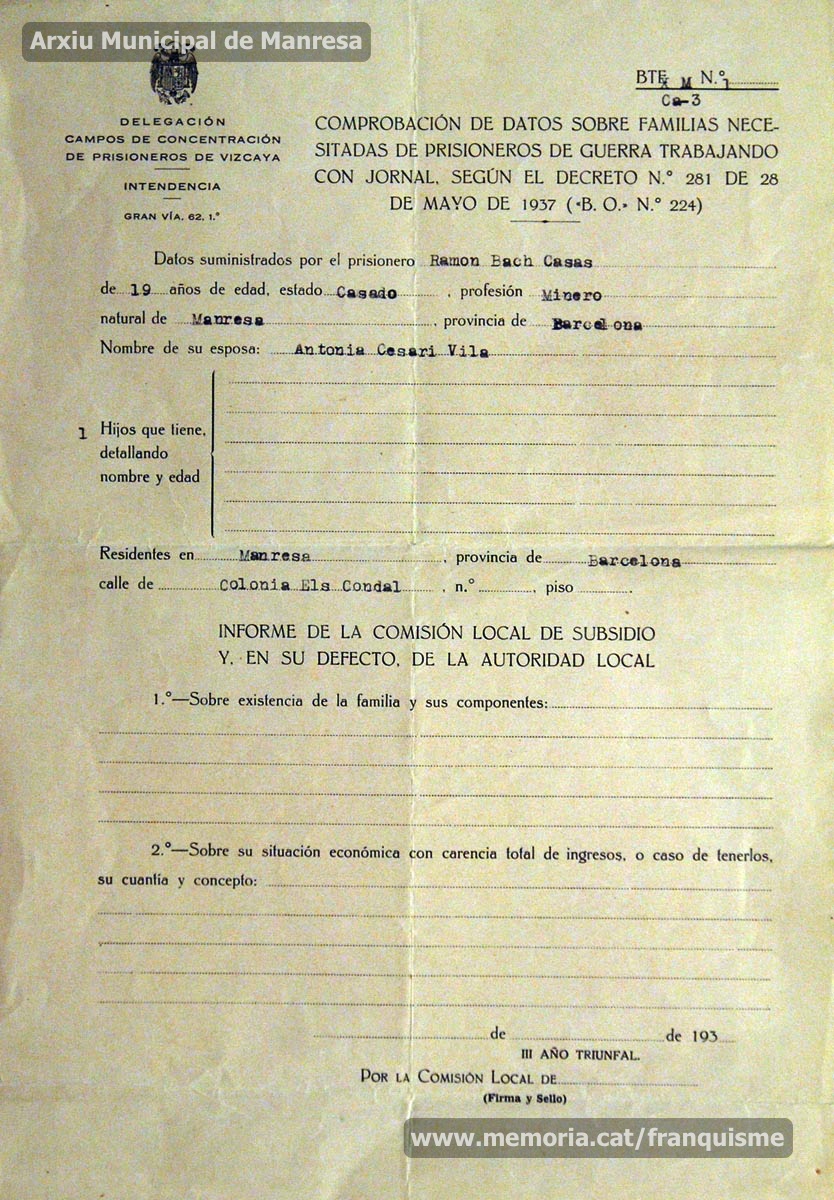 Arxiu Municipal de Manresa
BTEx M N.º 1
Ca-3
DELEGACIÓN
CAMPOS DE CONCENTRACIÓN
DE PRISIONEROS DE VIZCAYA
INTENDENCIA
GRAN VÍA, 62, 1.º
COMPROBACIÓN DE DATOS SOBRE FAMILIAS NECE-
SITADAS DE PRISIONEROS DE GUERRA TRABAJANDO
CON JORNAL, SEGÚN EL DECRETO N.º 281 DE 28
DE MAYO DE 1937 («B. O.» N.º 224)
Datos suministrados por el prisionero Ramon Bach Casas
de 19 años de edad, estado Casado, profesión Minero
natural de Manresa, provincia de Barcelona
Nombre de su esposa: Antonia Cesari Vila
1 Hijos que tiene,
detallando
nombre y edad
Residentes en Manresa, provincia de Barcelona
calle de Colonia Els Condal, n.º, piso.
INFORME DE LA COMISIÓN LOCAL DE SUBSIDIO
Y, EN SU DEFECTO, DE LA AUTORIDAD LOCAL
1.º—Sobre existencia de la familia y sus componentes:
2.º—Sobre su situación económica con carencia total de ingresos, o caso de tenerlos,
su cuantía y concepto:
de de 193
III AÑO TRIUNFAL.
POR LA COMISIÓN LOCAL DE
(Firma y Sello)
www.memoria.cat/franquisme